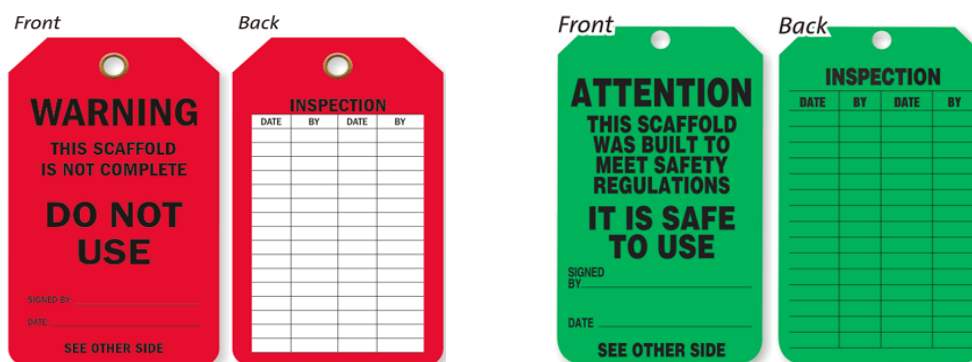 Front
WARNING
THIS SCAFFOLD
IS NOT COMPLETE
DO NOT
USE
SIGNED BY:
DATE:
SEE OTHER SIDE
Back
INSPECTION
DATE BY DATE BY
Front
ATTENTION
THIS SCAFFOLD
WAS BUILT TO
MEET SAFETY
REGULATIONS
IT IS SAFE
TO USE
SIGNED
BY
DATE
SEE OTHER SIDE
Back
INSPECTION
DATE BY DATE BY